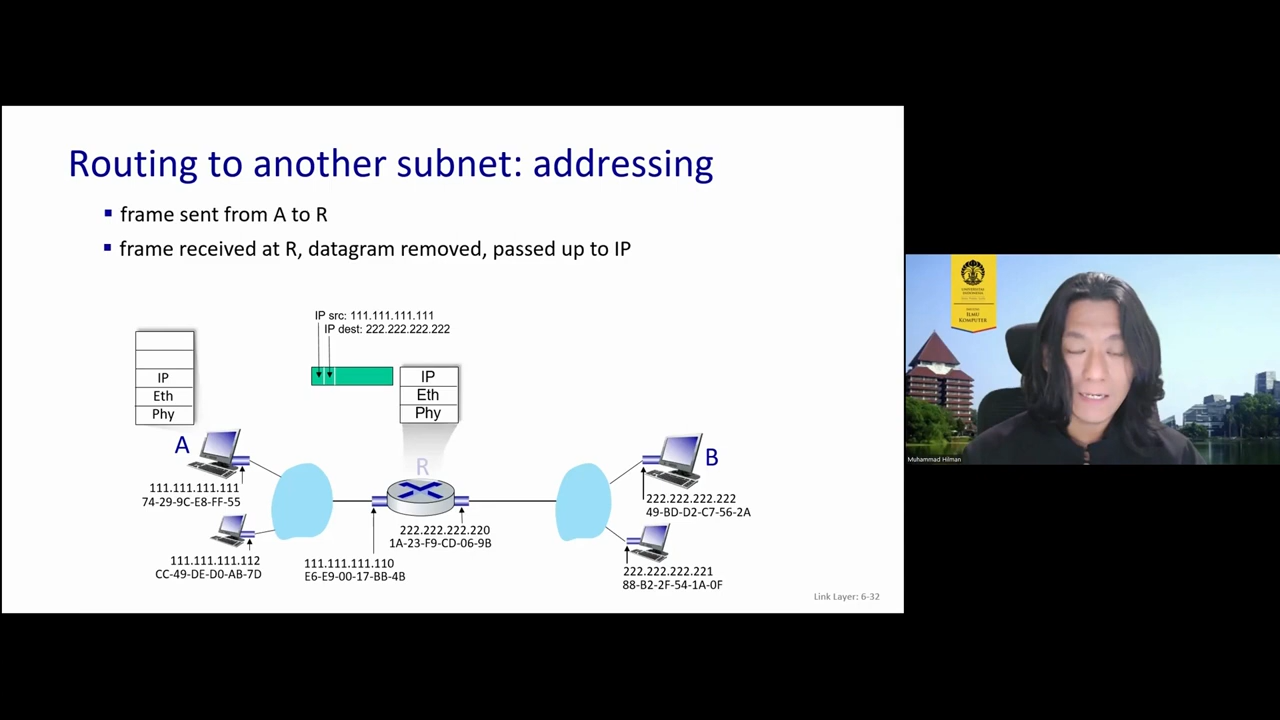 Routing to another subnet: addressing
frame sent from A to R
frame received at R, datagram removed, passed up to IP
IP src: 111.111.111.111
IP dest: 222.222.222.222
IP
Eth
Phy
IP
Eth
Phy
A
R
B
111.111.111.111
74-29-9C-E8-FF-55
111.111.111.112
CC-49-DE-D0-AB-7D
111.111.111.110
E6-E9-00-17-BB-4B
222.222.222.220
1A-23-F9-CD-06-9B
222.222.222.222
49-BD-D2-C7-56-2A
222.222.222.221
88-B2-2F-54-1A-0F
Link Layer: 6-32
UNIVERSITAS
INDONESIA
ILMU
KOMPUTER
Muhammad Hilman